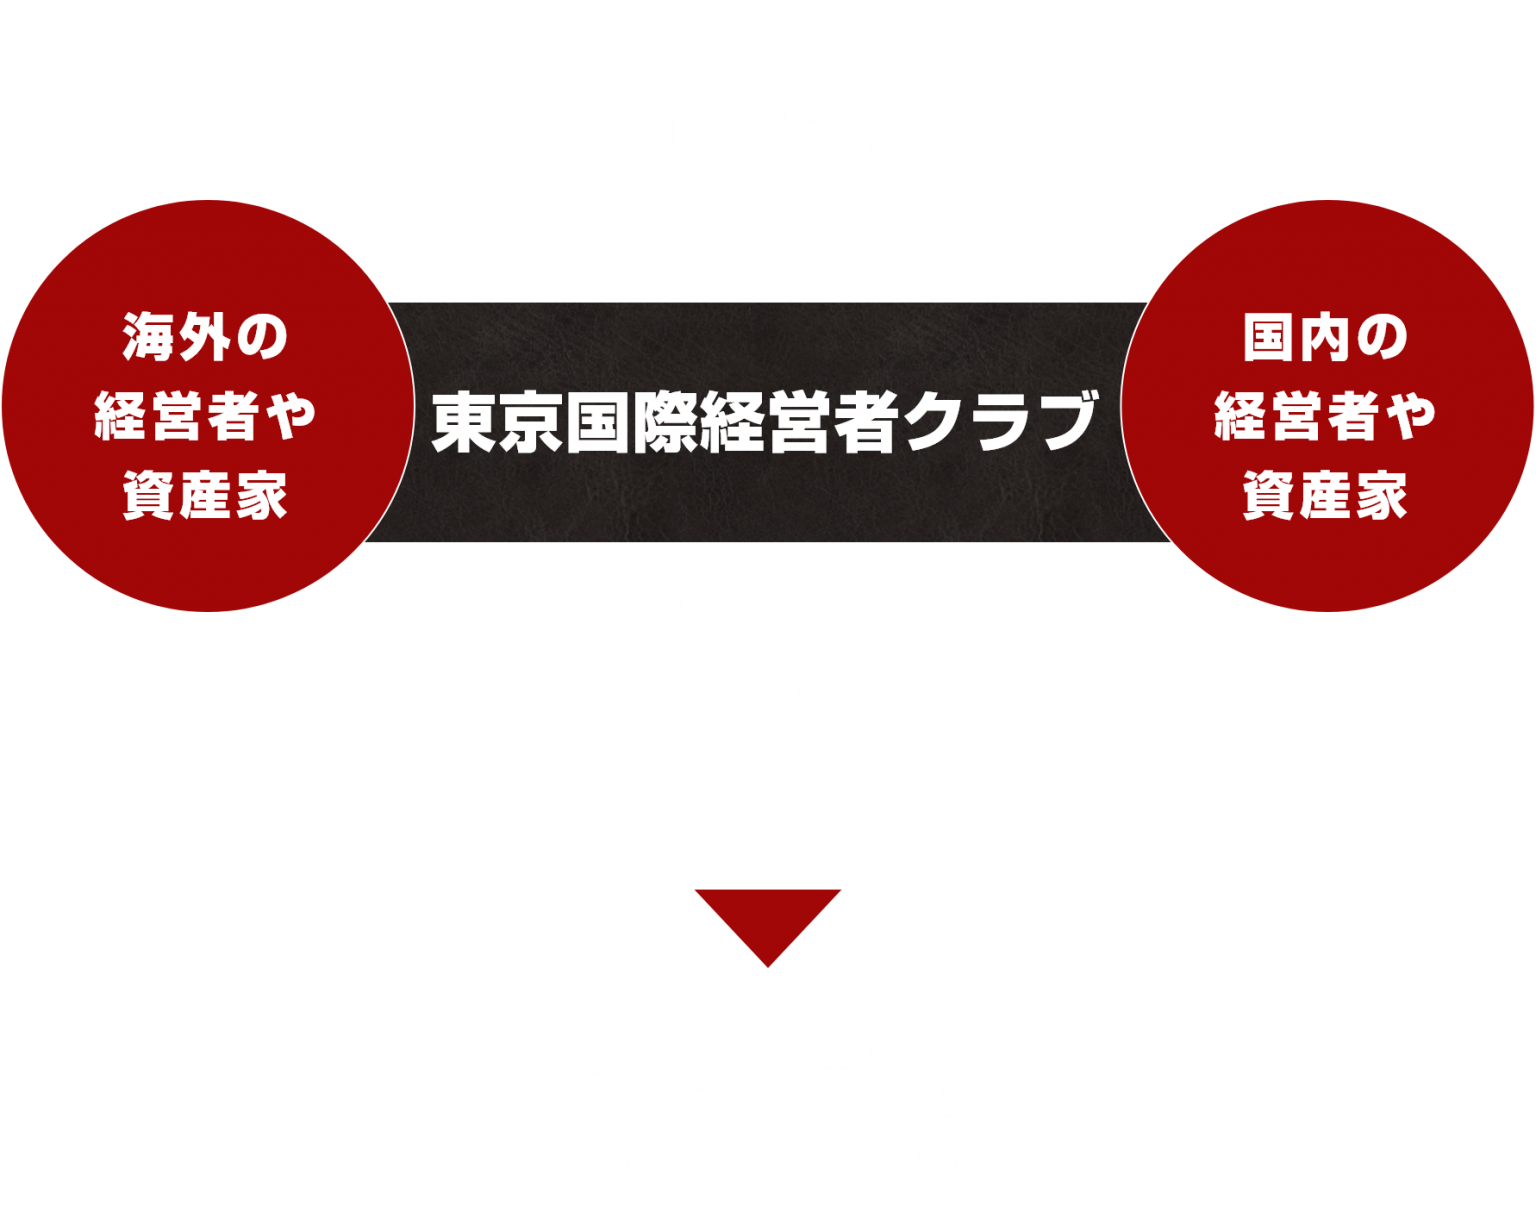 海外の
経営者や
資産家
東京国際経営者クラブ
国内の
経営者や
資産家